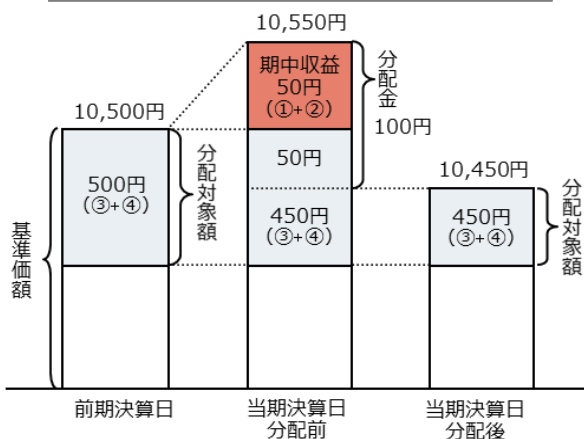 10,550円
期中収益
50円
(①+②)
分配金
100円
10,500円
500円
(③+④)
分配対象額
50円
450円
(③+④)
10,450円
450円
(③+④)
分配対象額
基準価額
前期決算日
当期決算日
分配前
当期決算日
分配後